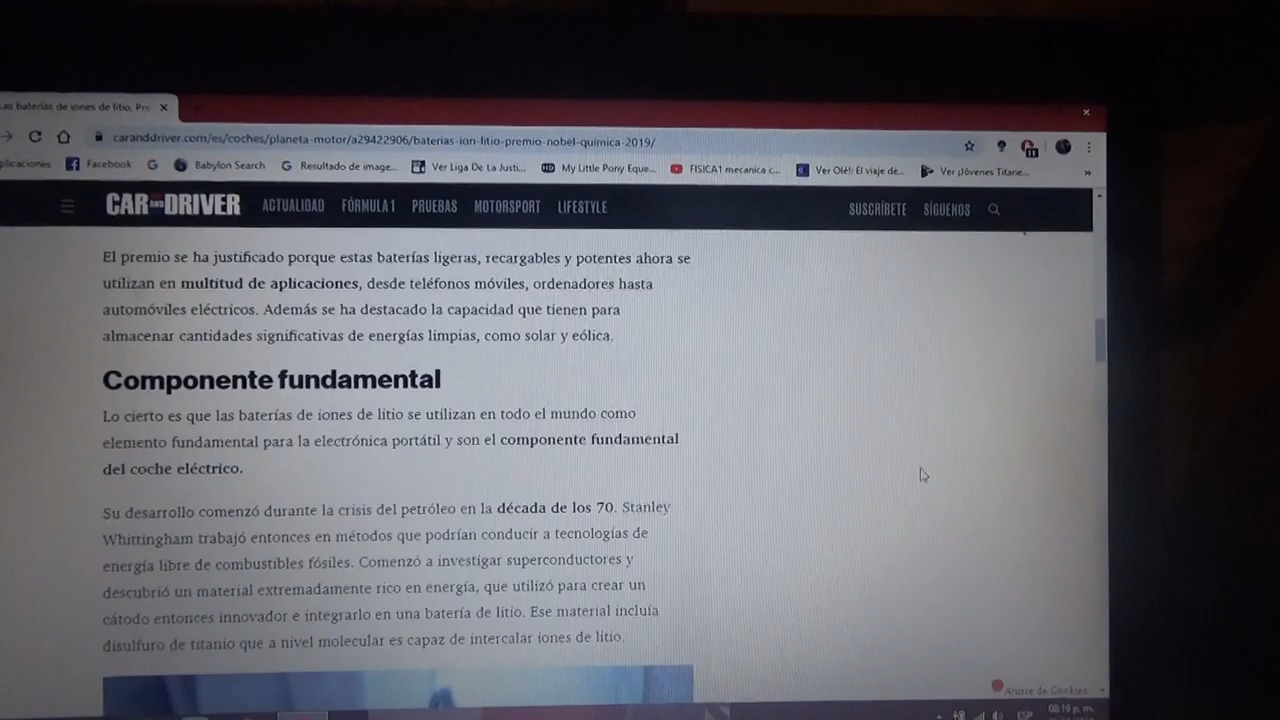 Las baterías de iones de litio, Pre
caranddriver.com/es/coches/planeta-motor/a29422906/baterias-ion-litio-premio-nobel-quimica-2019/
plicaciones Facebook Babylon Search Resultado de image... Ver Liga De La Justi... My Little Pony Eque... FISICA1 mecanica c... Ver Olé!: El viaje de... Ver ¡Jóvenes Titane... »
CAR AND DRIVER ACTUALIDAD FÓRMULA 1 PRUEBAS MOTORSPORT LIFESTYLE SUSCRÍBETE SÍGUENOS
El premio se ha justificado porque estas baterías ligeras, recargables y potentes ahora se
utilizan en multitud de aplicaciones, desde teléfonos móviles, ordenadores hasta
automóviles eléctricos. Además se ha destacado la capacidad que tienen para
almacenar cantidades significativas de energías limpias, como solar y eólica.
Componente fundamental
Lo cierto es que las baterías de iones de litio se utilizan en todo el mundo como
elemento fundamental para la electrónica portátil y son el componente fundamental
del coche eléctrico.
Su desarrollo comenzó durante la crisis del petróleo en la década de los 70. Stanley
Whittingham trabajó entonces en métodos que podrían conducir a tecnologías de
energía libre de combustibles fósiles. Comenzó a investigar superconductores y
descubrió un material extremadamente rico en energía, que utilizó para crear un
cátodo entonces innovador e integrarlo en una batería de litio. Ese material incluía
disulfuro de titanio que a nivel molecular es capaz de intercalar iones de litio.
Ajuste de Cookies
ESP 08:19 p. m.